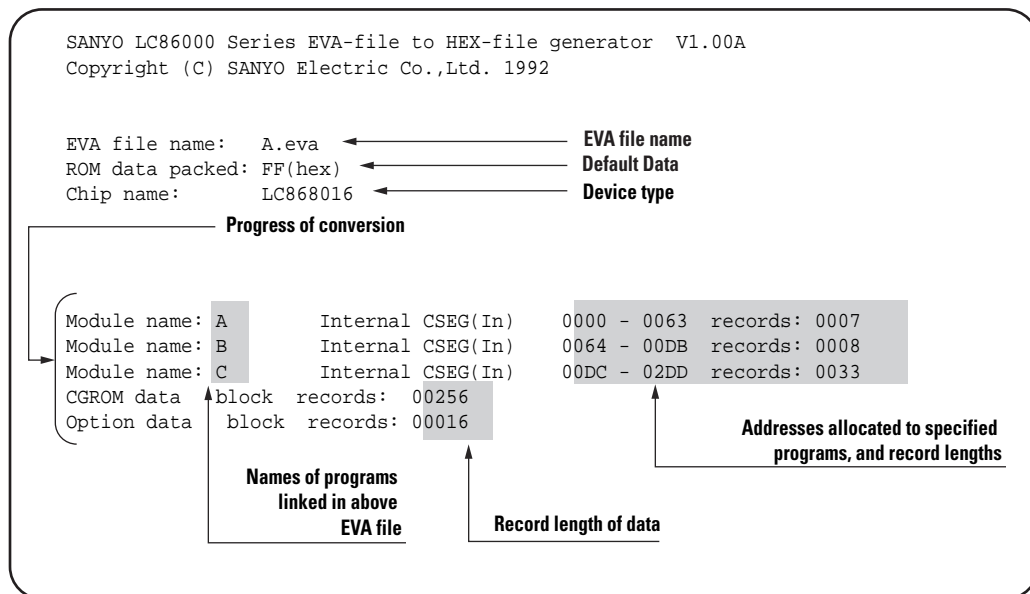 SANYO LC86000 Series EVA-file to HEX-file generator  V1.00A
Copyright (C) SANYO Electric Co.,Ltd. 1992
EVA file name:   A.eva   EVA file name
ROM data packed: FF(hex)   Default Data
Chip name:       LC868016   Device type
Progress of conversion
Module name: A        Internal CSEG(In)    0000 - 0063  records: 0007
Module name: B        Internal CSEG(In)    0064 - 00DB  records: 0008
Module name: C        Internal CSEG(In)    00DC - 02DD  records: 0033
CGROM data   block  records:  00256
Option data   block  records: 00016
Addresses allocated to specified
programs, and record lengths
Names of programs
linked in above
EVA file
Record length of data